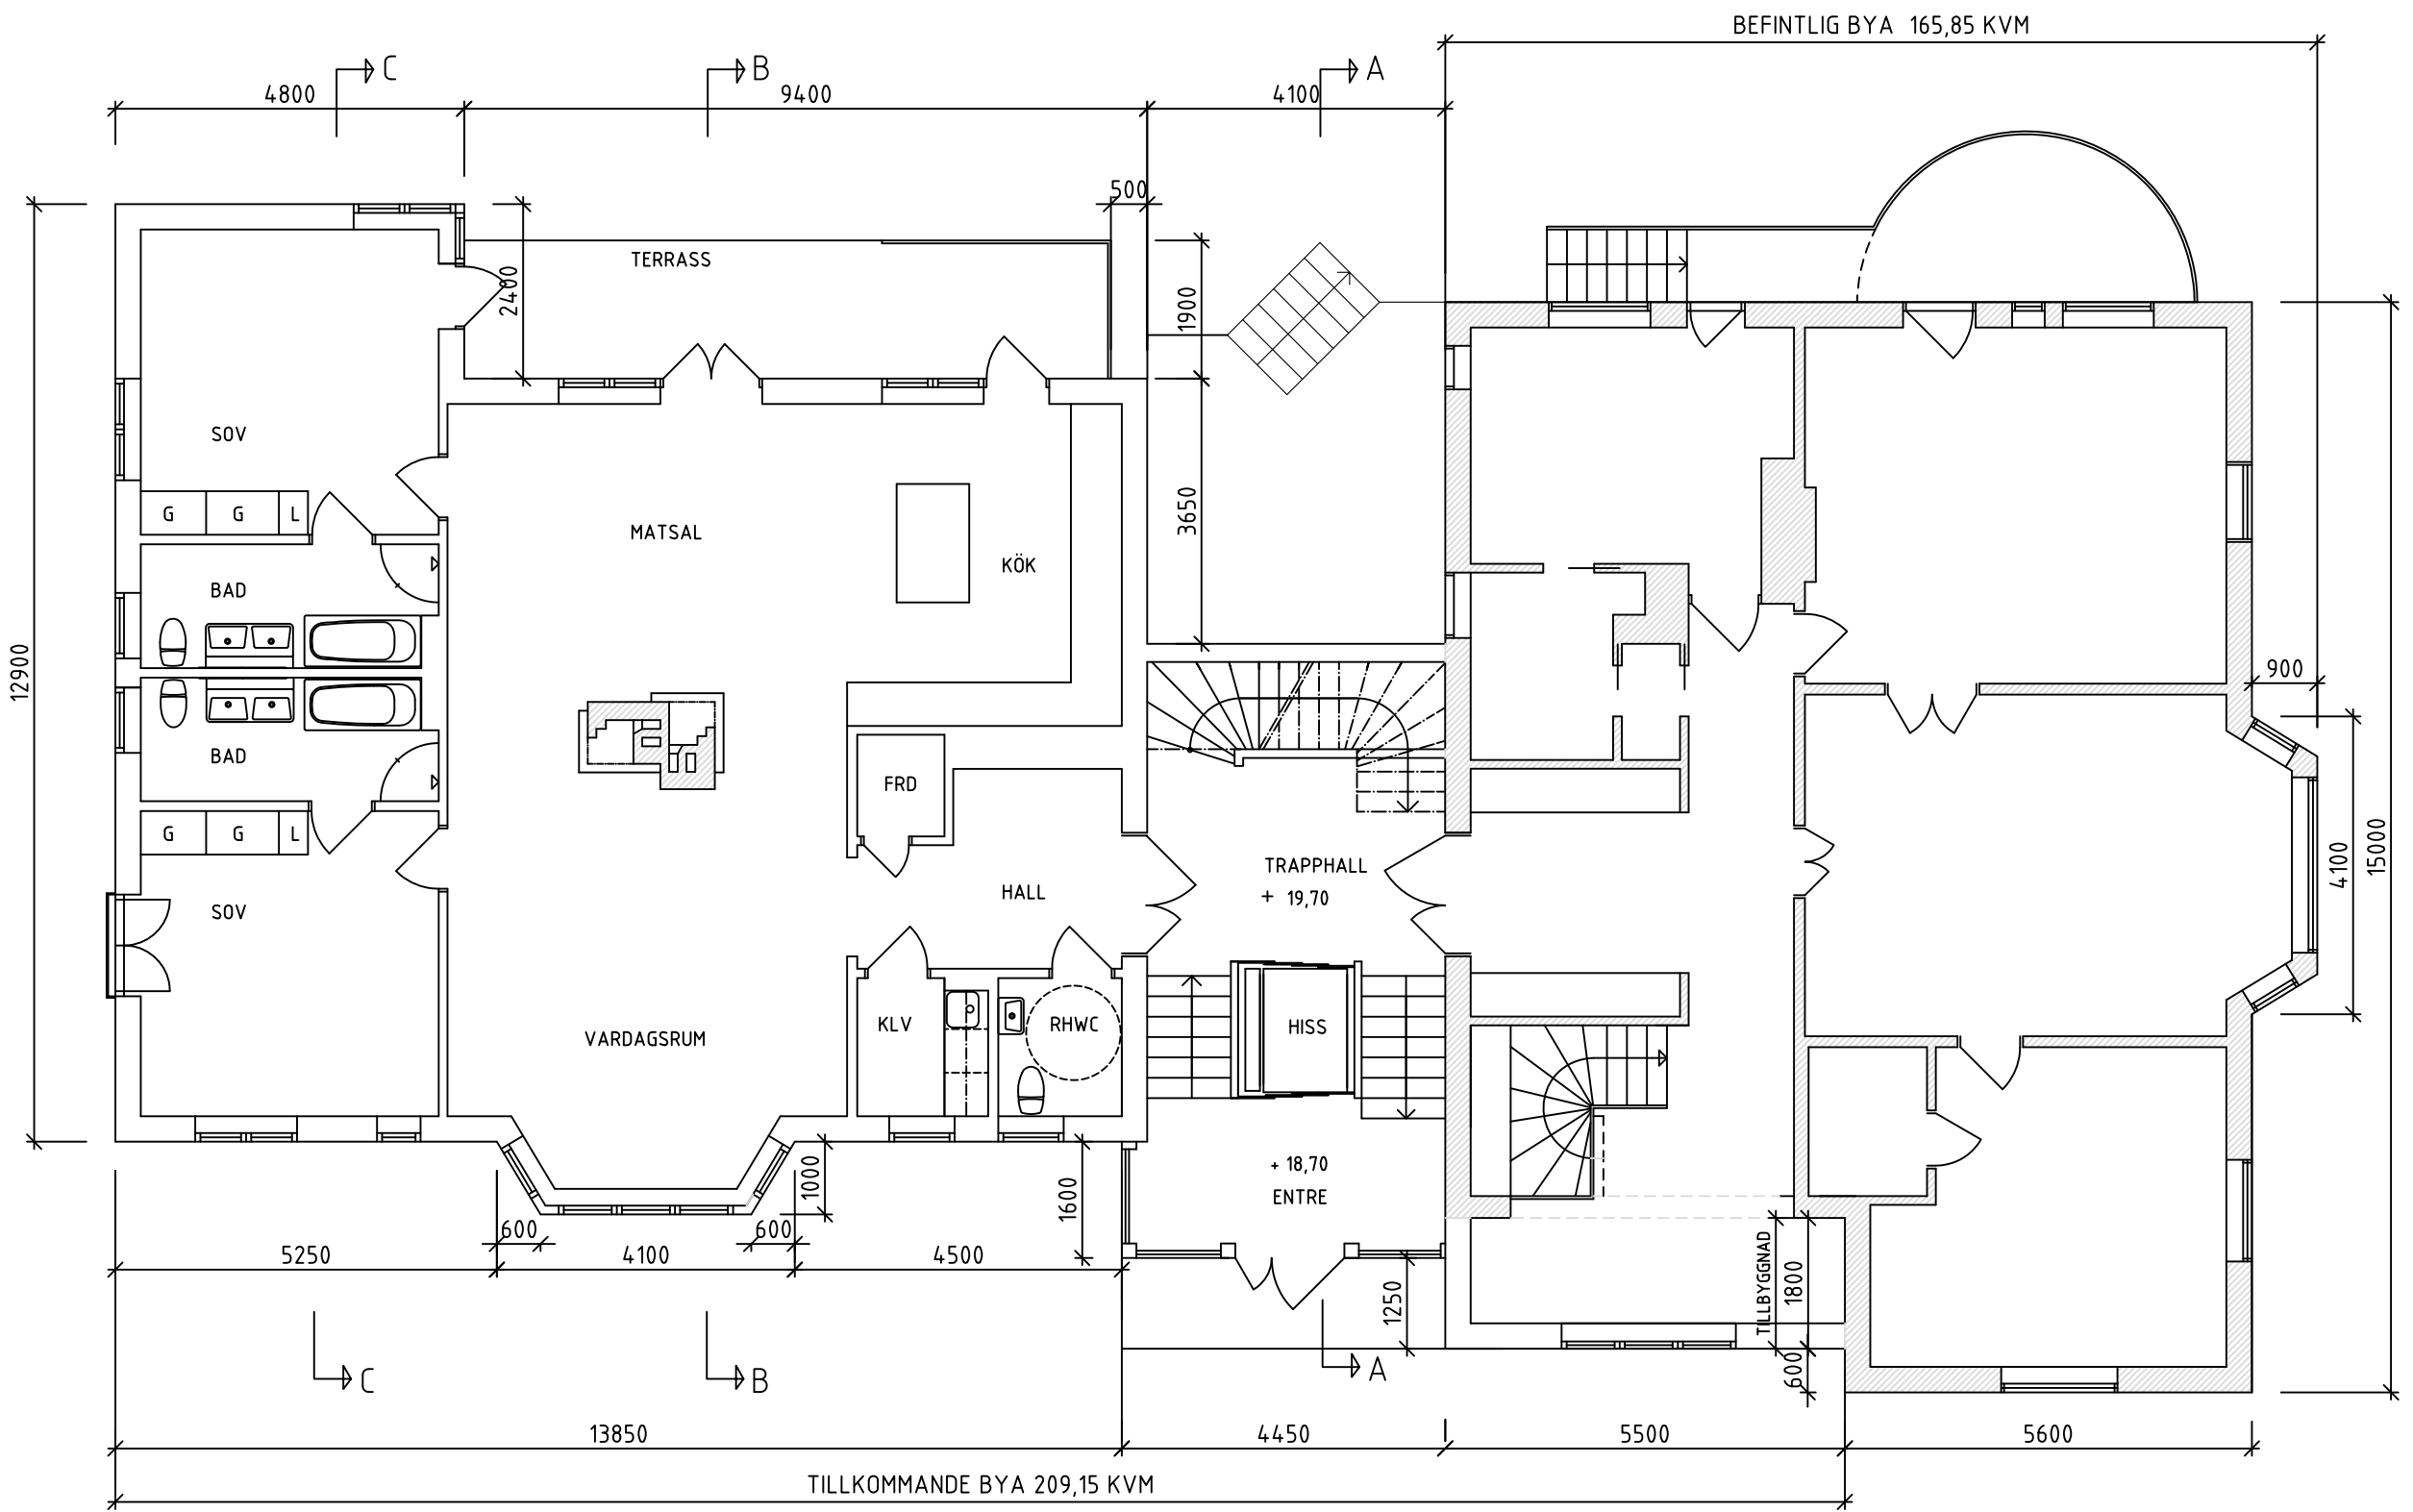 BEFINTLIG BYA 165,85 KVM
C
B
A
4800
9400
4100
500
TERRASS
2400
1900
SOV
3650
G G L
MATSAL
KÖK
BAD
12900
900
BAD
FRD
G G L
TRAPPHALL
+ 19,70
HALL
4100
15000
SOV
KLV
RHWC
HISS
VARDAGSRUM
+ 18,70
ENTRE
1000
1600
600
600
5250
4100
4500
1250
TILLBYGGNAD
1800
600
C
B
A
13850
4450
5500
5600
TILLKOMMANDE BYA 209,15 KVM